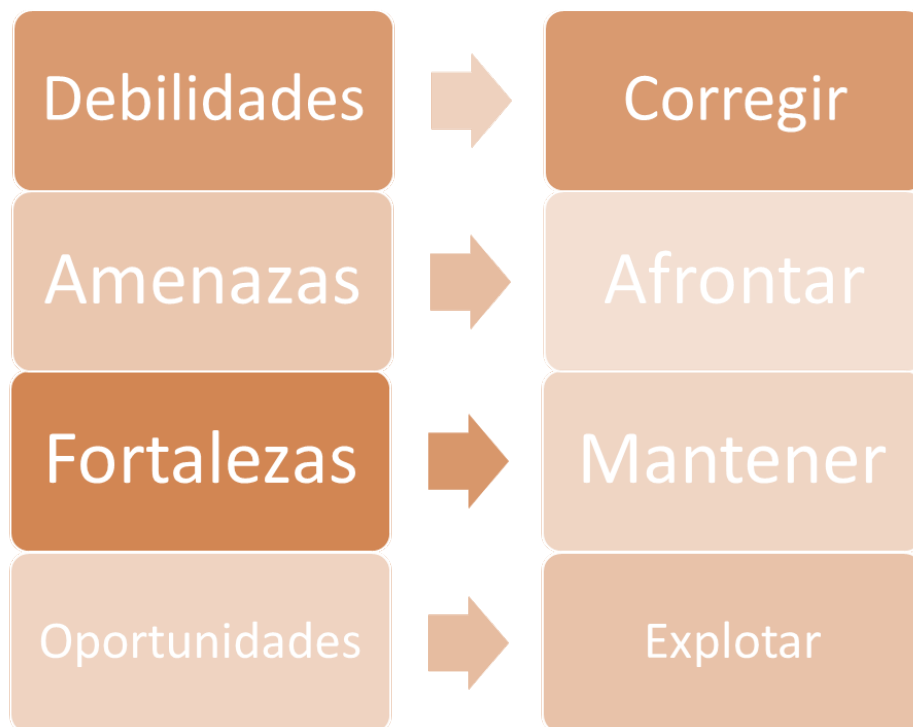 Debilidades
Corregir
Amenazas
Afrontar
Fortalezas
Mantener
Oportunidades
Explotar